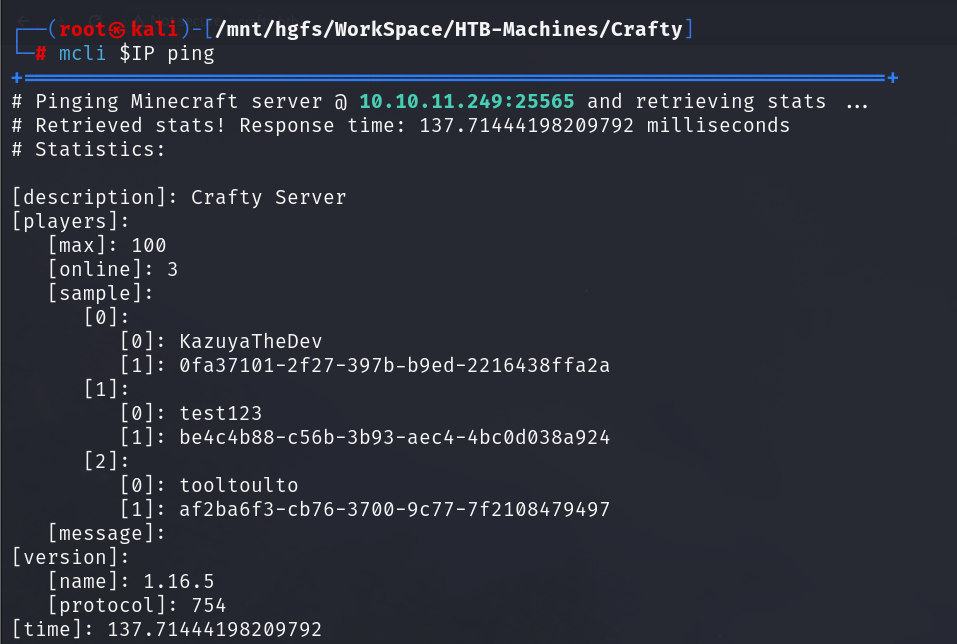 ┌──(root㉿kali)-[/mnt/hgfs/WorkSpace/HTB-Machines/Crafty]
└─# mcli $IP ping
+════════════════════════════════════════════════════════════════════════+
# Pinging Minecraft server @ 10.10.11.249:25565 and retrieving stats ...
# Retrieved stats! Response time: 137.71444198209792 milliseconds
# Statistics:
[description]: Crafty Server
[players]:
   [max]: 100
   [online]: 3
   [sample]:
      [0]:
         [0]: KazuyaTheDev
         [1]: 0fa37101-2f27-397b-b9ed-2216438ffa2a
      [1]:
         [0]: test123
         [1]: be4c4b88-c56b-3b93-aec4-4bc0d038a924
      [2]:
         [0]: tooltoulto
         [1]: af2ba6f3-cb76-3700-9c77-7f2108479497
   [message]:
[version]:
   [name]: 1.16.5
   [protocol]: 754
[time]: 137.71444198209792